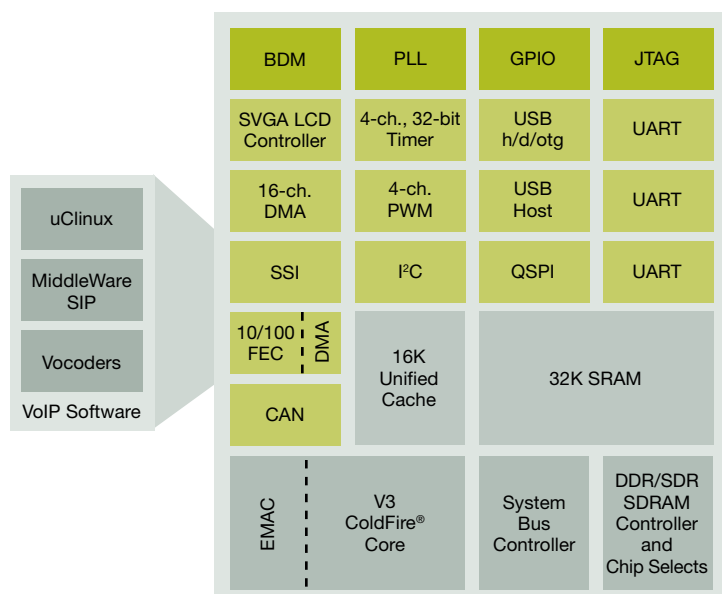 BDM
PLL
GPIO
JTAG
SVGA LCD
Controller
4-ch., 32-bit
Timer
USB
h/d/otg
UART
16-ch.
DMA
4-ch.
PWM
USB
Host
UART
SSI
I²C
QSPI
UART
10/100
FEC
DMA
16K
Unified
Cache
32K SRAM
CAN
EMAC
V3
ColdFire®
Core
System
Bus
Controller
DDR/SDR
SDRAM
Controller
and
Chip Selects
uClinux
MiddleWare
SIP
Vocoders
VoIP Software